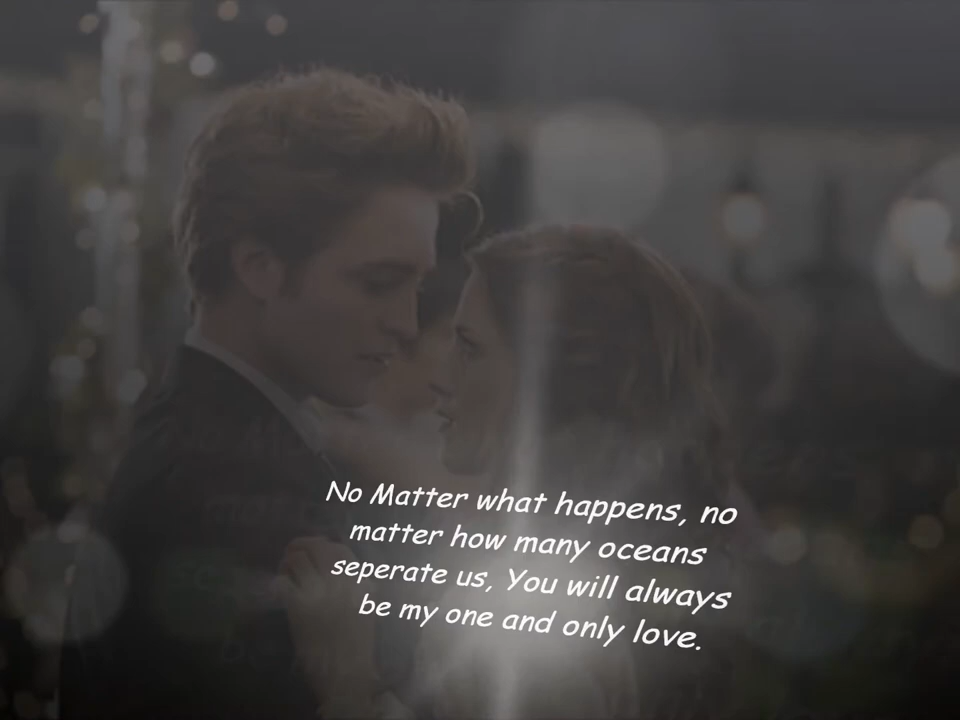 No Matter what happens, no
matter how many oceans
seperate us, You will always
be my one and only love.